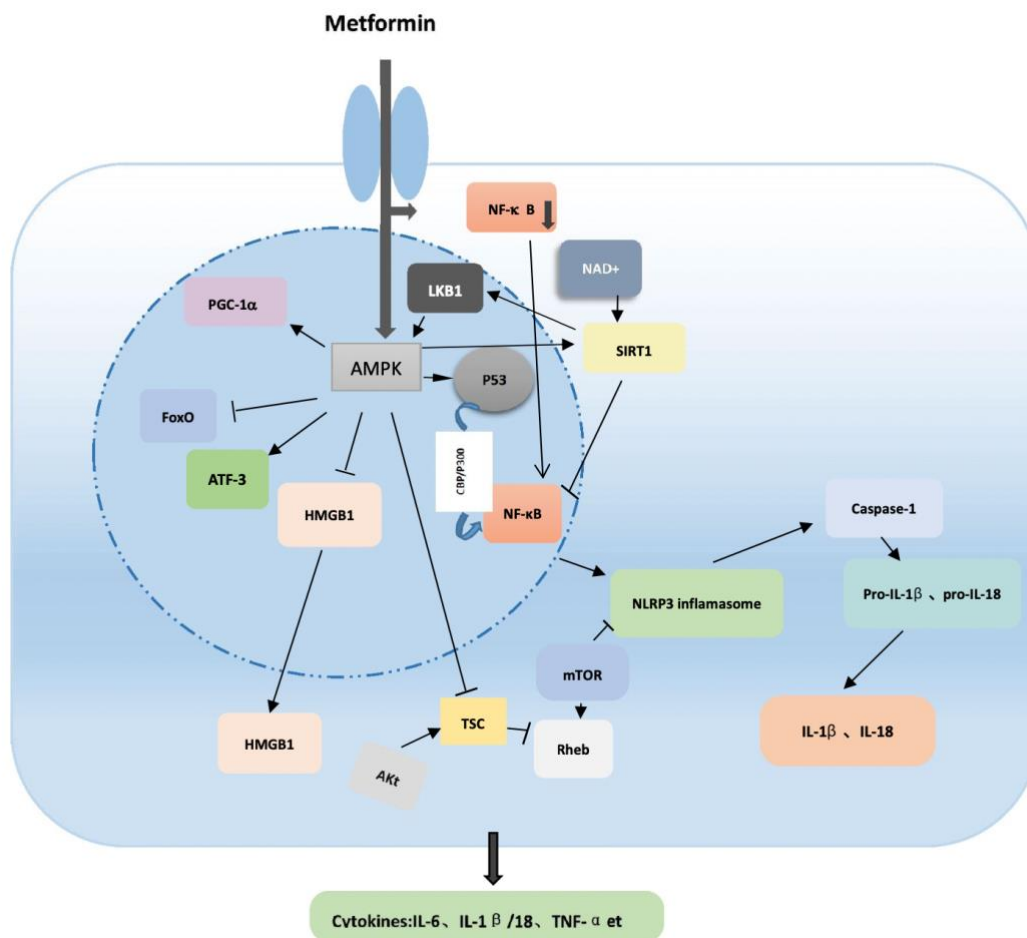 Metformin
NF-κ B
NAD+
LKB1
PGC-1α
SIRT1
AMPK
P53
FoxO
ATF-3
CBP/P300
HMGB1
NF-κB
Caspase-1
NLRP3 inflamasome
Pro-IL-1β 、pro-IL-18
mTOR
TSC
IL-1β 、IL-18
HMGB1
Rheb
AKt
Cvtokines:IL-6、IL-1 β /18、TNF- α et